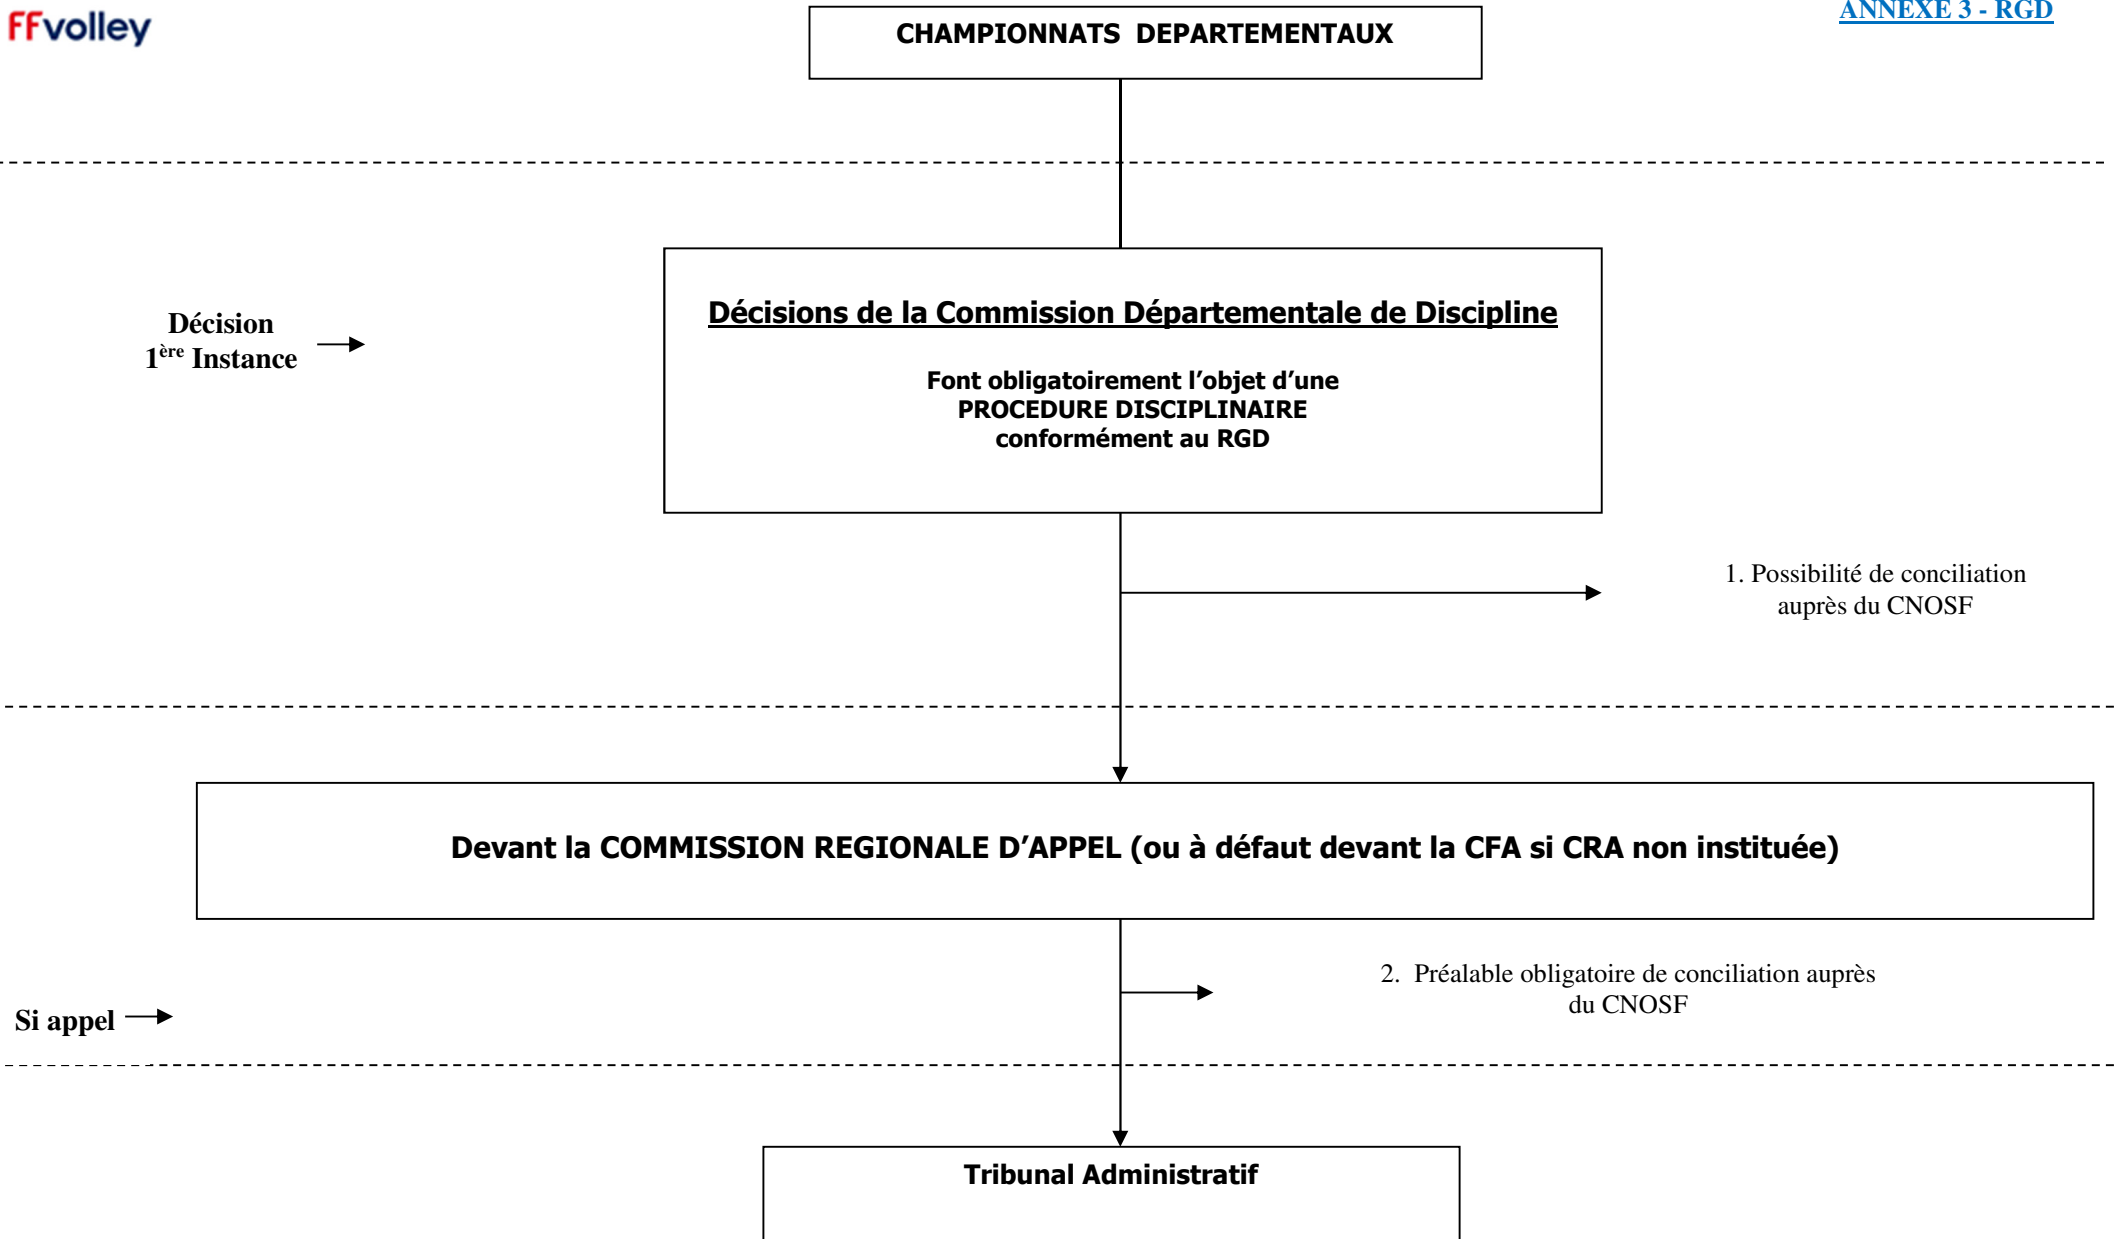 FFvolley
ANNEXE 3 - RGD
CHAMPIONNATS DEPARTEMENTAUX
Décision
1ère Instance
Décisions de la Commission Départementale de Discipline
Font obligatoirement l’objet d’une
PROCEDURE DISCIPLINAIRE
conformément au RGD
1. Possibilité de conciliation
auprès du CNOSF
Devant la COMMISSION REGIONALE D’APPEL (ou à défaut devant la CFA si CRA non instituée)
2. Préalable obligatoire de conciliation auprès
du CNOSF
Si appel
Tribunal Administratif